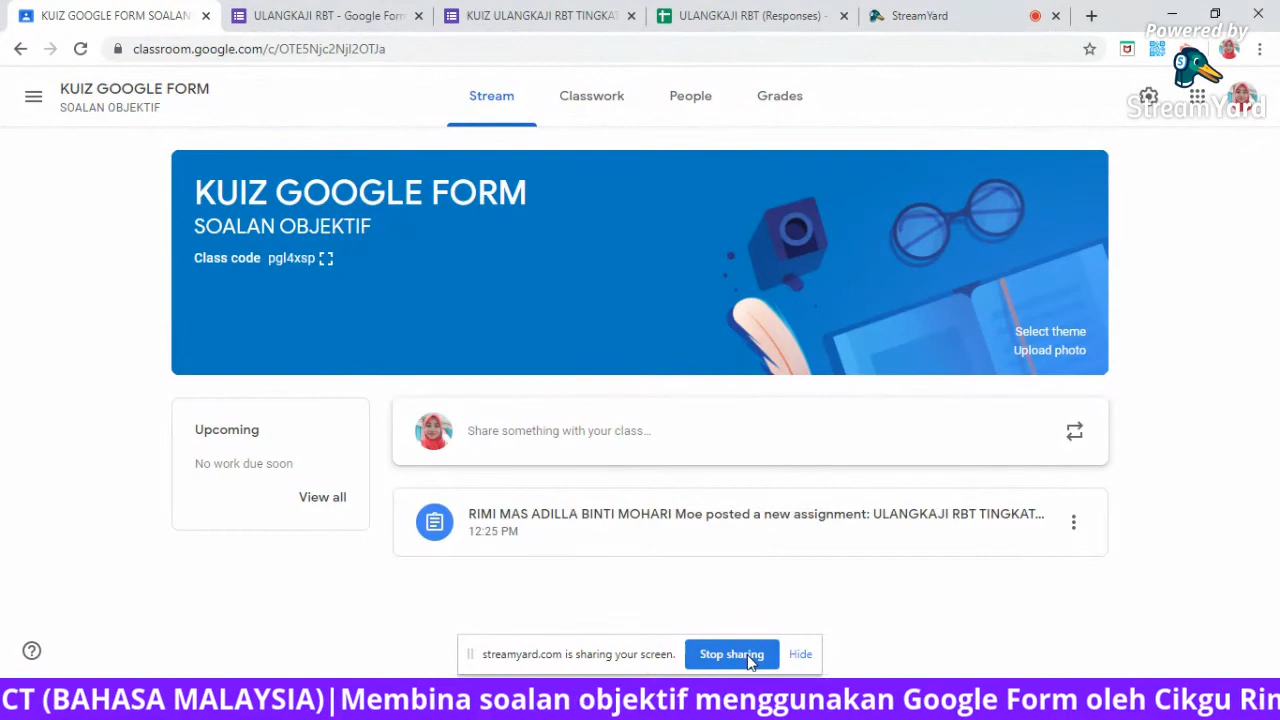 KUIZ GOOGLE FORM SOALAN
ULANGKAJI RBT - Google Form
KUIZ ULANGKAJI RBT TINGKAT
ULANGKAJI RBT (Responses) -
StreamYard
Powered by
classroom.google.com/c/OTE5Njc2NjI2OTJa
KUIZ GOOGLE FORM
SOALAN OBJEKTIF
Stream
Classwork
People
Grades
StreamYard
KUIZ GOOGLE FORM
SOALAN OBJEKTIF
Class code pgl4xsp
Select theme
Upload photo
Upcoming
No work due soon
View all
Share something with your class...
RIMI MAS ADILLA BINTI MOHARI Moe posted a new assignment: ULANGKAJI RBT TINGKAT...
12:25 PM
streamyard.com is sharing your screen.
Stop sharing
Hide
CT (BAHASA MALAYSIA)|Membina soalan objektif menggunakan Google Form oleh Cikgu Rim